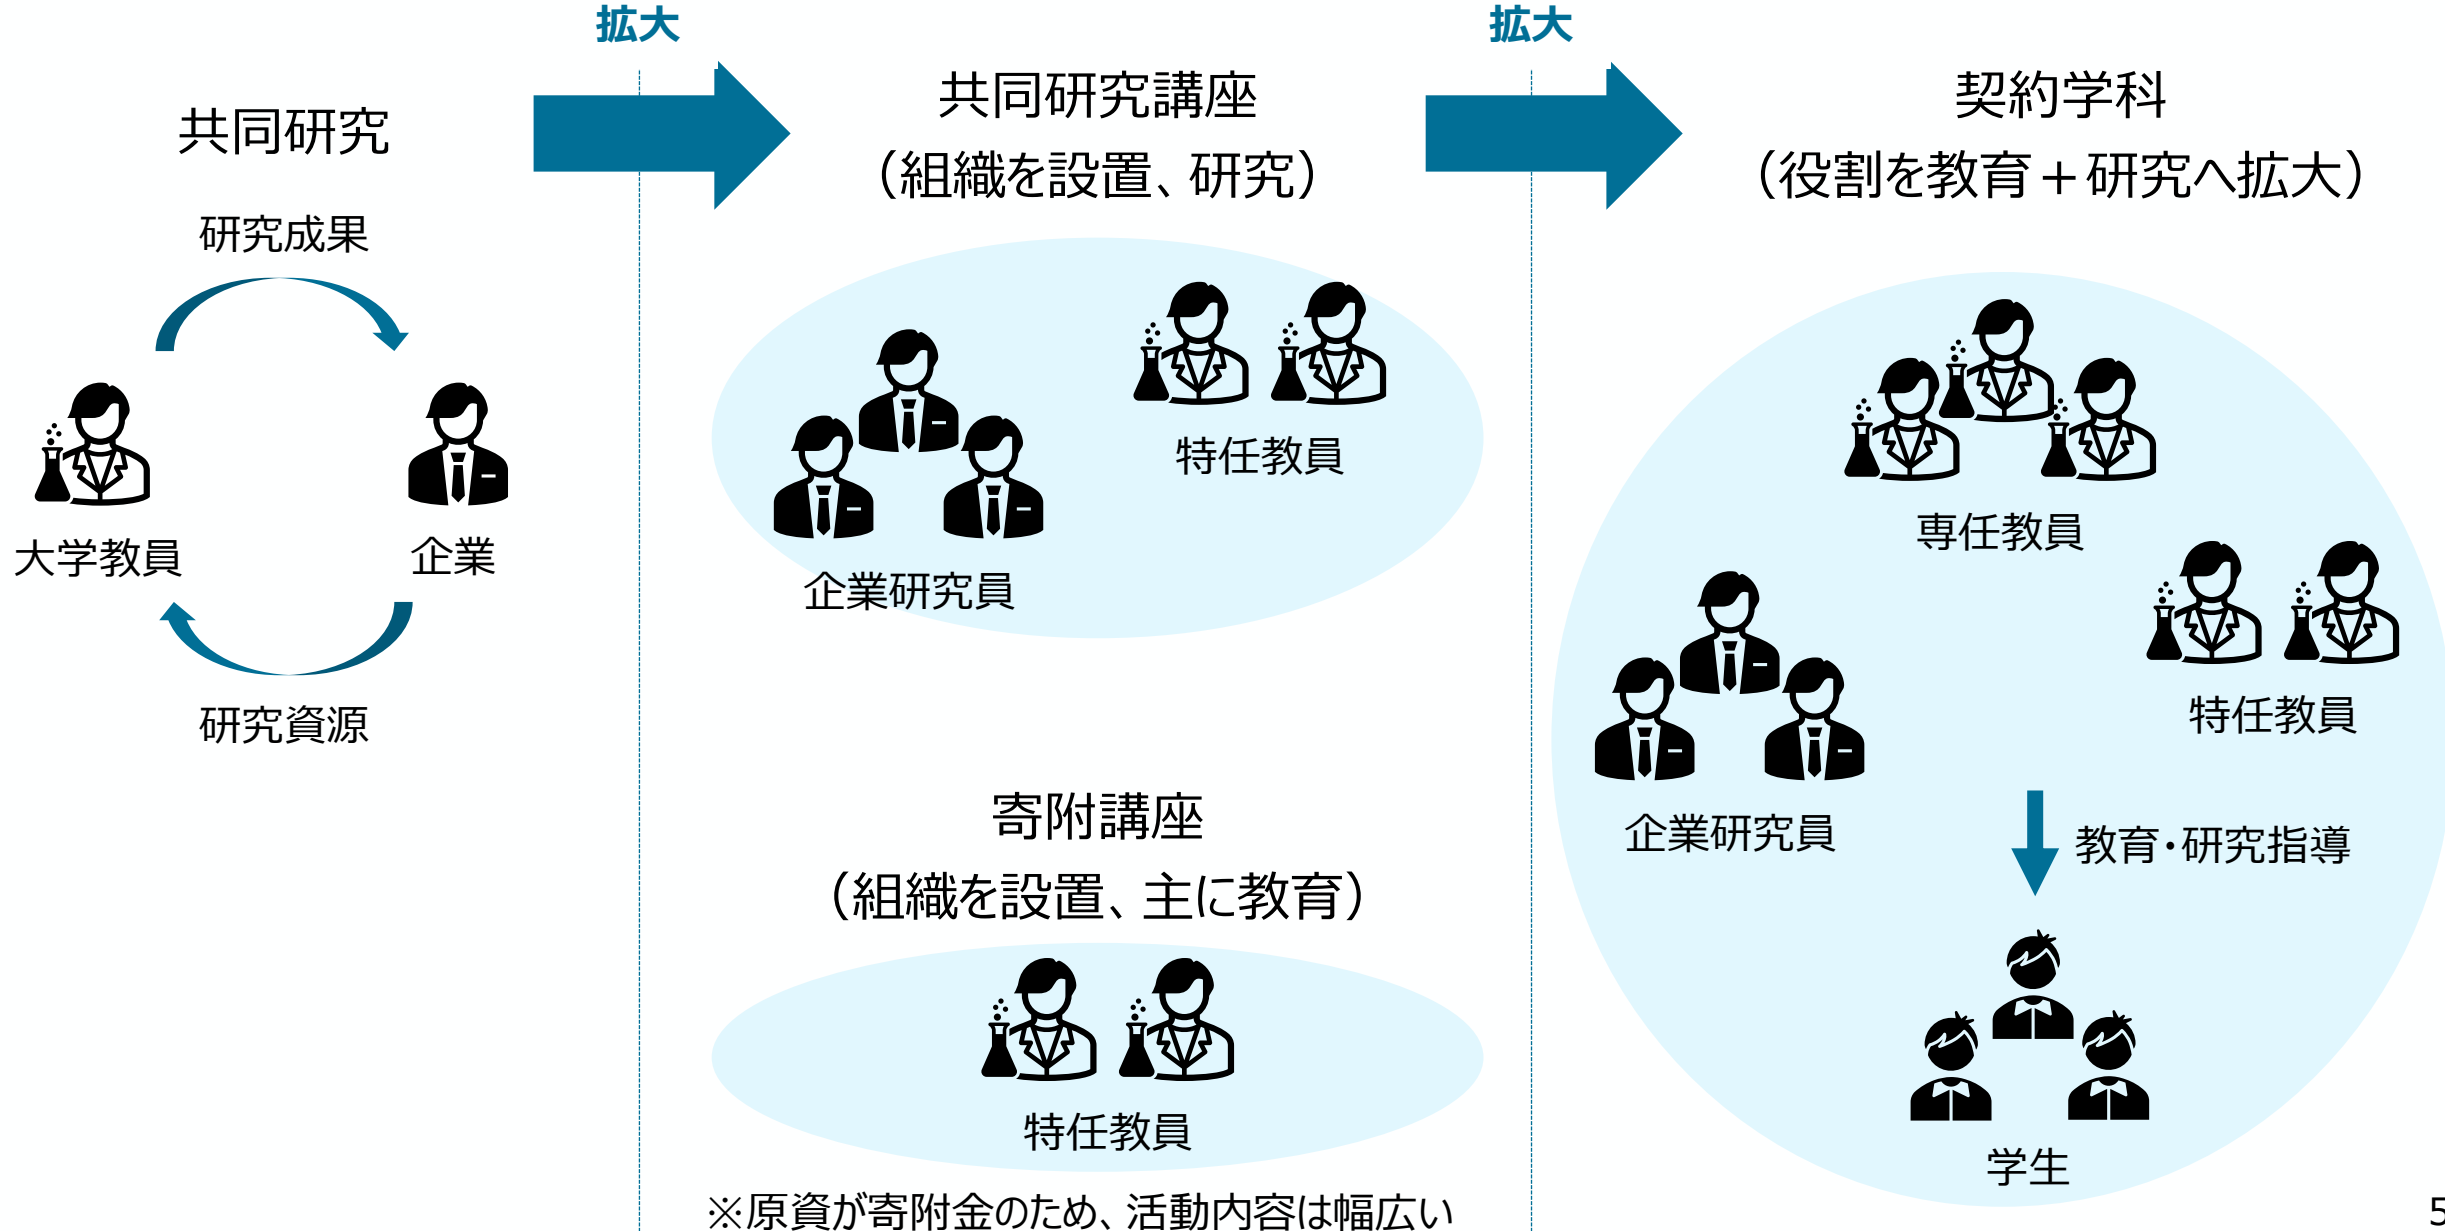 拡大
拡大
共同研究
研究成果
大学教員
企業
研究資源
共同研究講座
（組織を設置、研究）
特任教員
企業研究員
寄附講座
（組織を設置、主に教育）
特任教員
※原資が寄附金のため、活動内容は幅広い
契約学科
（役割を教育＋研究へ拡大）
専任教員
特任教員
企業研究員
教育・研究指導
学生
5